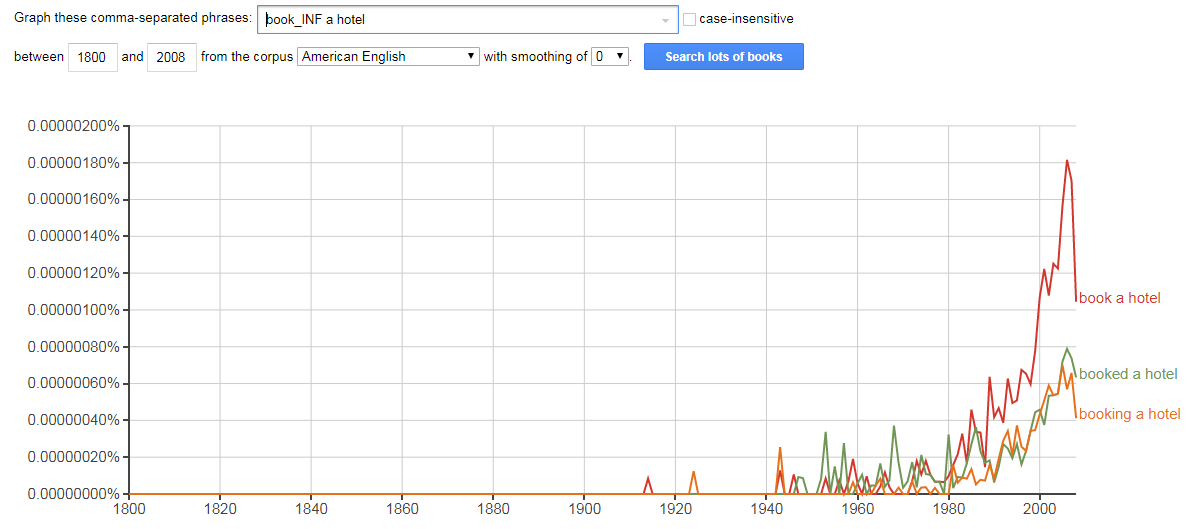 Graph these comma-separated phrases: book_INF a hotel case-insensitive
between 1800 and 2008 from the corpus American English with smoothing of 0 . Search lots of books
0.00000200%
0.00000180%
0.00000160%
0.00000140%
0.00000120%
0.00000100%
book a hotel
0.00000080%
booked a hotel
0.00000060%
booking a hotel
0.00000040%
0.00000020%
0.00000000%
1800 1820 1840 1860 1880 1900 1920 1940 1960 1980 2000